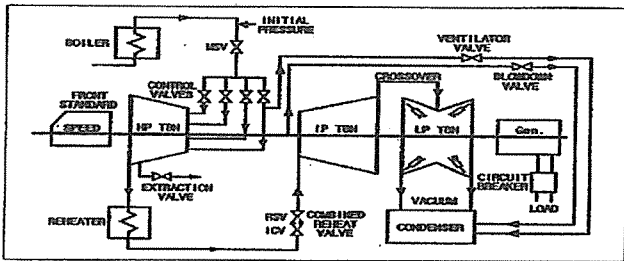 INITIAL
PRESSURE
BOILER
MSV
VENTILATOR
VALVE
BLOWDOWN
VALVE
CONTROL
VALVES
CROSSOVER
FRONT
STANDARD
SPEED
HP TBN
IP TBN
LP TBN
Gen.
EXTRACTION
VALVE
CIRCUIT
BREAKER
LOAD
VACUUM
REHEATER
RSV
ICV
COMBINED
REHEAT
VALVE
CONDENSER